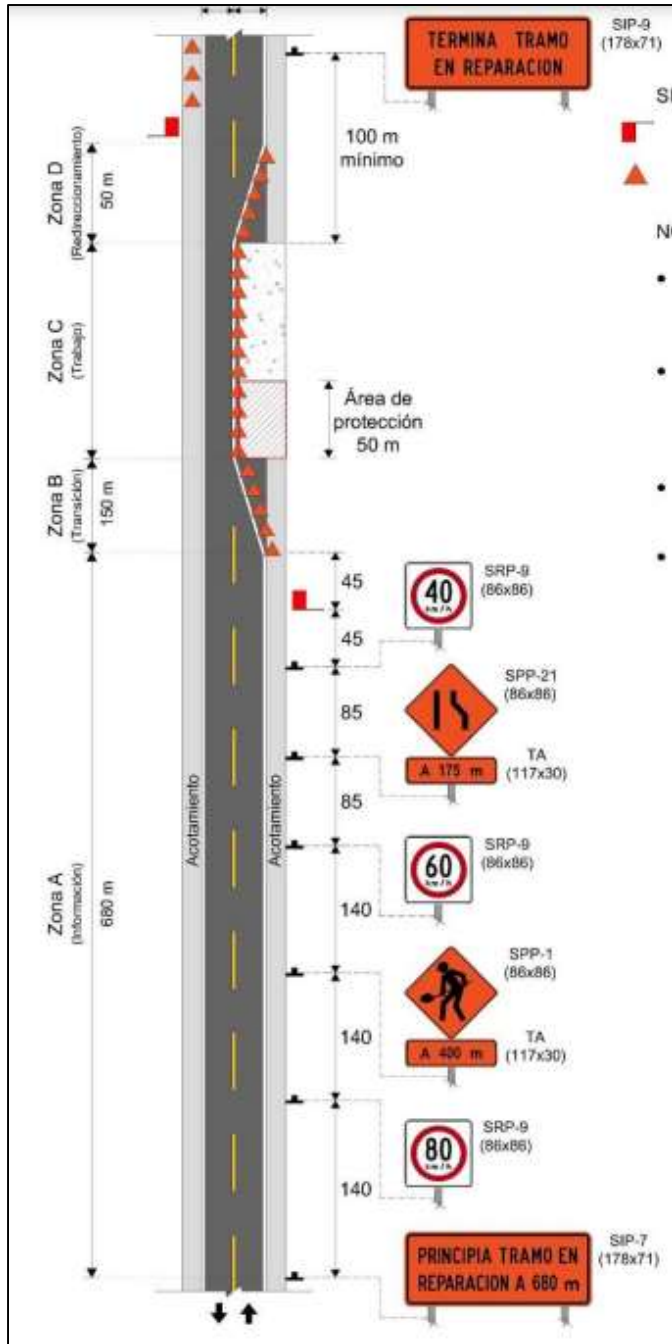 TERMINA TRAMO
EN REPARACION
SIP-9
(178x71)
100 m
mínimo
Zona D
(Redireccionamiento)
50 m
Zona C
(Trabajo)
Área de
protección
50 m
Zona B
(Transición)
150 m
45
40
km/h
SRP-9
(86x86)
45
85
SPP-21
(86x86)
A 175 m
TA
(117x30)
85
Acotamiento
Acotamiento
60
km/h
SRP-9
(86x86)
Zona A
(Información)
680 m
140
SPP-1
(86x86)
A 400 m
TA
(117x30)
140
80
km/h
SRP-9
(86x86)
140
PRINCIPIA TRAMO EN
REPARACION A 680 m
SIP-7
(178x71)